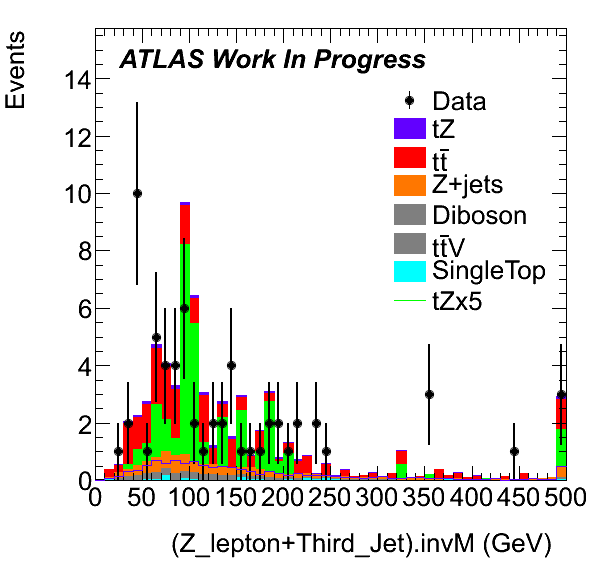 Events
ATLAS Work In Progress
14
12
10
8
6
4
2
0
Data
tZ
tt̄
Z+jets
Diboson
tt̄V
SingleTop
tZx5
0 50 100 150 200 250 300 350 400 450 500
(Z_lepton+Third_Jet).invM (GeV)